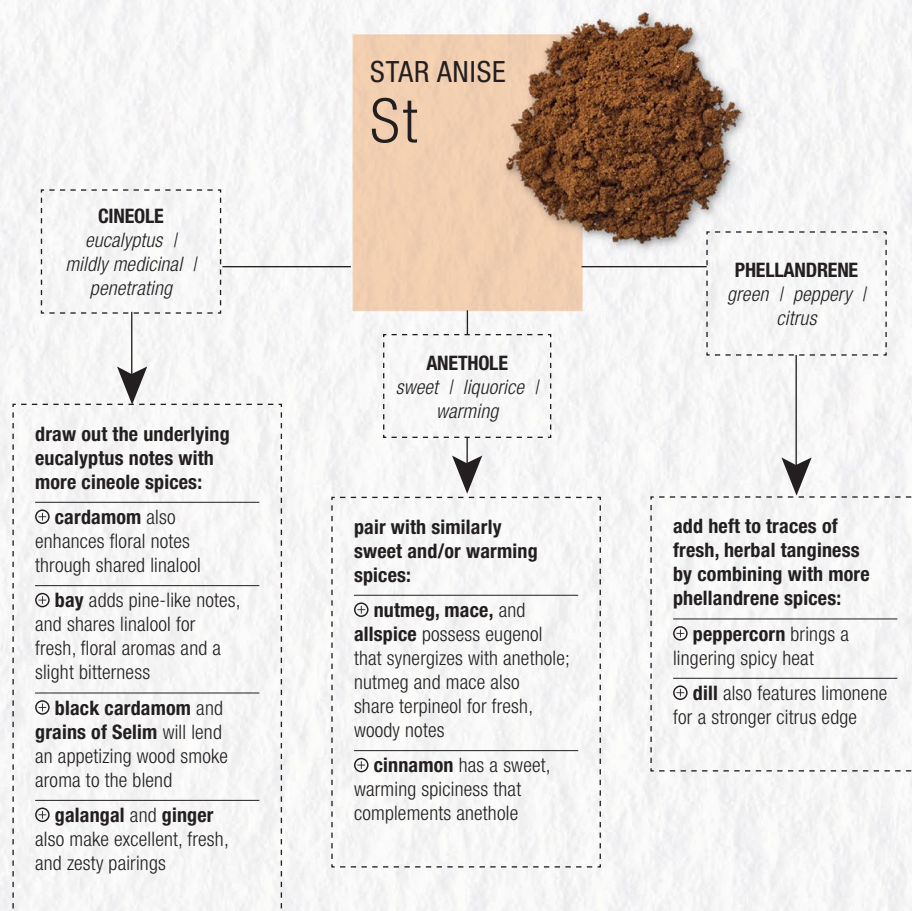 STAR ANISE
St
CINEOLE
eucalyptus |
mildly medicinal |
penetrating
PHELLANDRENE
green | peppery |
citrus
ANETHOLE
sweet | liquorice |
warming
draw out the underlying
eucalyptus notes with
more cineole spices:
⊕ cardamom also
enhances floral notes
through shared linalool
⊕ bay adds pine-like notes,
and shares linalool for
fresh, floral aromas and a
slight bitterness
⊕ black cardamom and
grains of Selim will lend
an appetizing wood smoke
aroma to the blend
⊕ galangal and ginger
also make excellent, fresh,
and zesty pairings
pair with similarly
sweet and/or warming
spices:
⊕ nutmeg, mace, and
allspice possess eugenol
that synergizes with anethole;
nutmeg and mace also
share terpineol for fresh,
woody notes
⊕ cinnamon has a sweet,
warming spiciness that
complements anethole
add heft to traces of
fresh, herbal tanginess
by combining with more
phellandrene spices:
⊕ peppercorn brings a
lingering spicy heat
⊕ dill also features limonene
for a stronger citrus edge